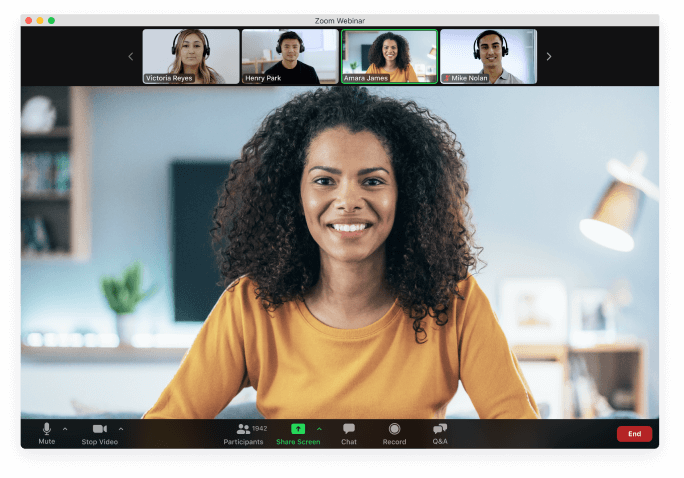 Zoom Webinar
Victoria Reyes
Henry Park
Amara James
Mike Nolan
Mute
Stop Video
Participants
1942
Share Screen
Chat
Record
Q&A
End